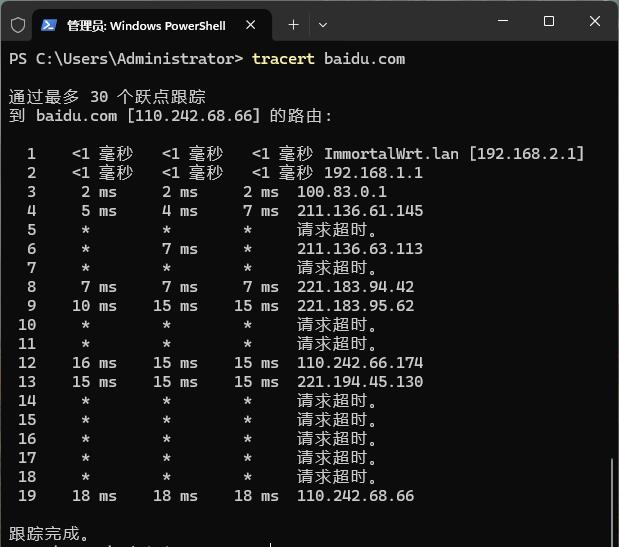 管理员: Windows PowerShell
PS C:\Users\Administrator> tracert baidu.com
通过最多 30 个跃点跟踪
到 baidu.com [110.242.68.66] 的路由:
1 <1 毫秒 <1 毫秒 <1 毫秒 ImmortalWrt.lan [192.168.2.1]
2 <1 毫秒 <1 毫秒 <1 毫秒 192.168.1.1
3 2 ms 2 ms 2 ms 100.83.0.1
4 5 ms 4 ms 7 ms 211.136.61.145
5 * * * 请求超时。
6 * 7 ms * 211.136.63.113
7 * * * 请求超时。
8 7 ms 7 ms 7 ms 221.183.94.42
9 10 ms 15 ms 15 ms 221.183.95.62
10 * * * 请求超时。
11 * * * 请求超时。
12 16 ms 15 ms 15 ms 110.242.66.174
13 15 ms 15 ms 15 ms 221.194.45.130
14 * * * 请求超时。
15 * * * 请求超时。
16 * * * 请求超时。
17 * * * 请求超时。
18 * * * 请求超时。
19 18 ms 18 ms 18 ms 110.242.68.66
跟踪完成。